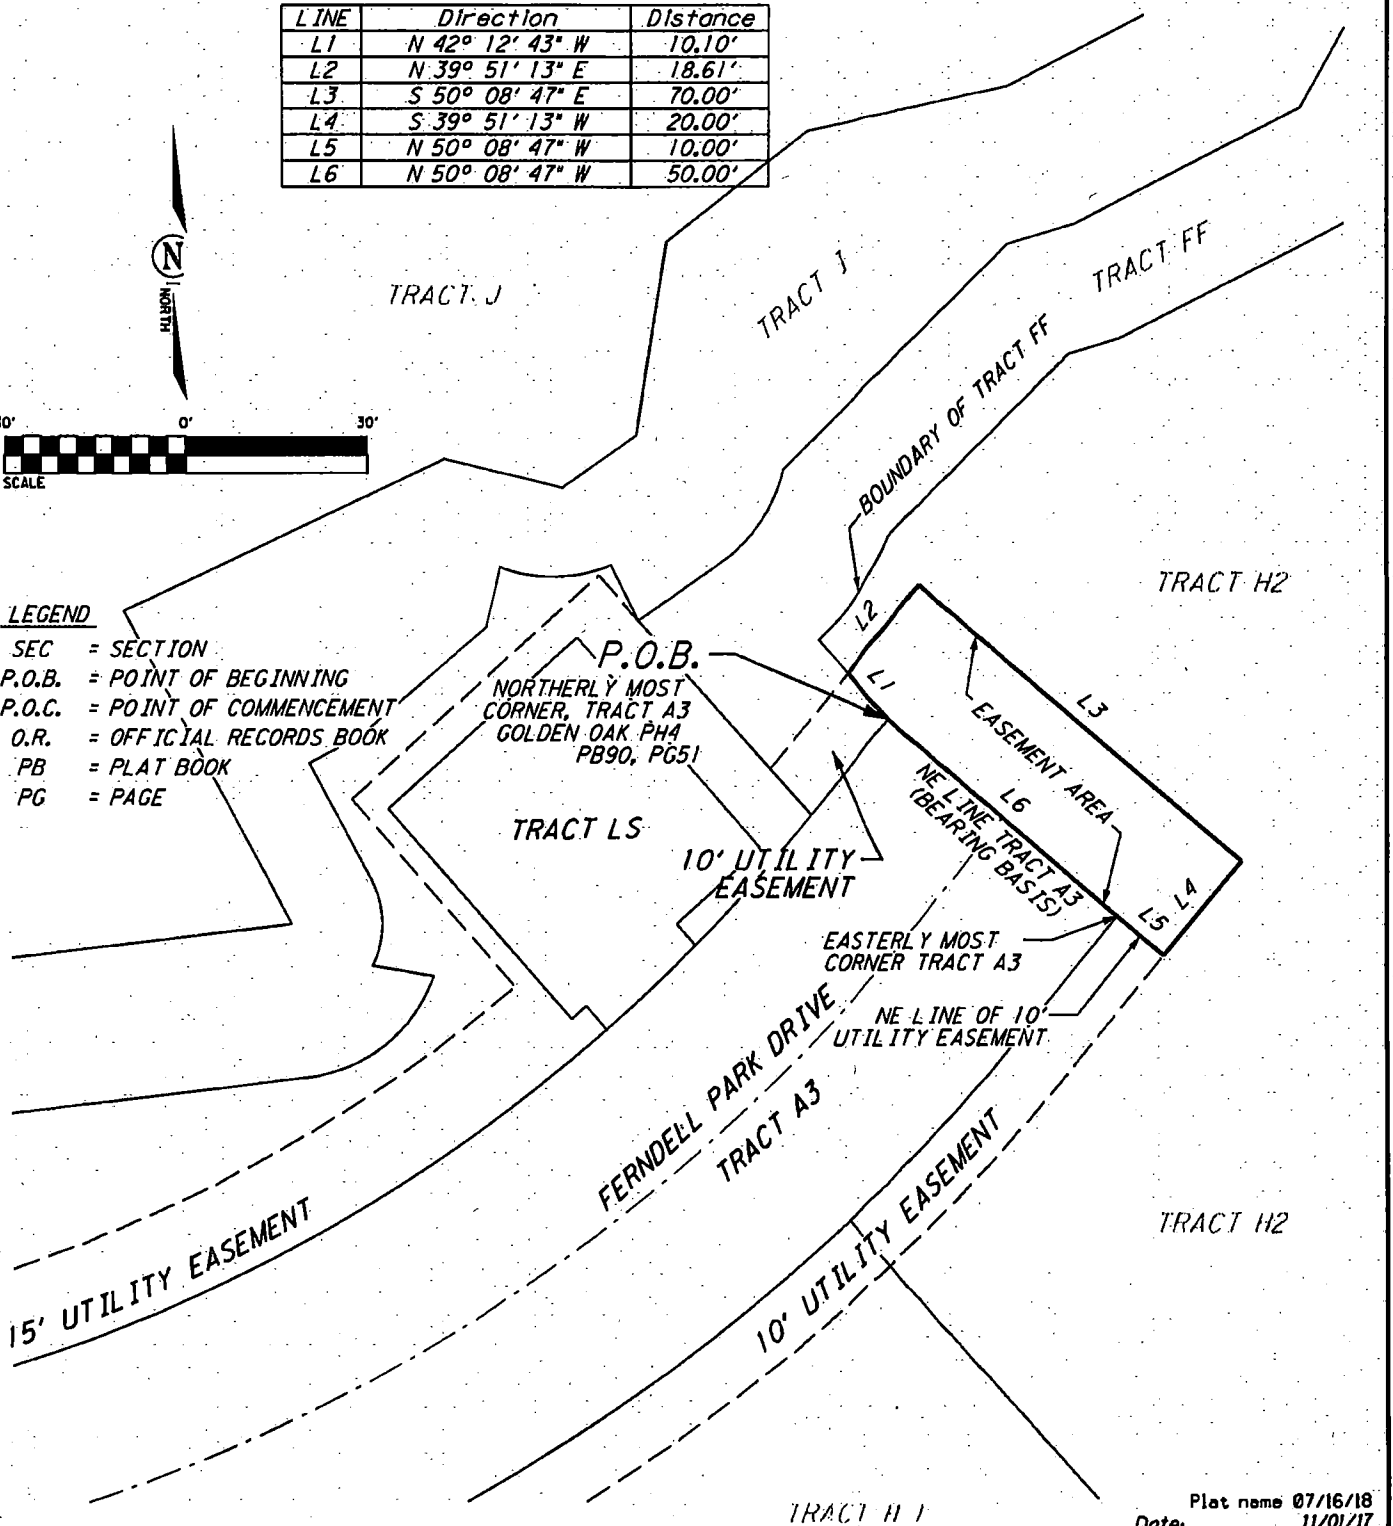 LINE Direction Distance
L1 N 42° 12' 43" W 10.10'
L2 N 39° 51' 13" E 18.61'
L3 S 50° 08' 47" E 70.00'
L4 S 39° 51' 13" W 20.00'
L5 N 50° 08' 47" W 10.00'
L6 N 50° 08' 47" W 50.00'
N
NORTH
TRACT J
TRACT I
TRACT FF
BOUNDARY OF TRACT FF
0' 30'
SCALE
LEGEND
SEC = SECTION
P.O.B. = POINT OF BEGINNING
P.O.C. = POINT OF COMMENCEMENT
O.R. = OFFICIAL RECORDS BOOK
PB = PLAT BOOK
PG = PAGE
TRACT H2
L2
P.O.B.
NORTHERLY MOST
CORNER, TRACT A3
GOLDEN OAK PH4
PB90, PG51
L1
L3
EASEMENT AREA
L6
NE LINE TRACT A3
(BEARING BASIS)
TRACT LS
10' UTILITY
EASEMENT
L4
L5
EASTERLY MOST
CORNER TRACT A3
NE LINE OF 10'
UTILITY EASEMENT
FERNDELL PARK DRIVE
TRACT A3
15' UTILITY EASEMENT
10' UTILITY EASEMENT
TRACT H2
Plat name 07/16/18
Date: 11/01/17